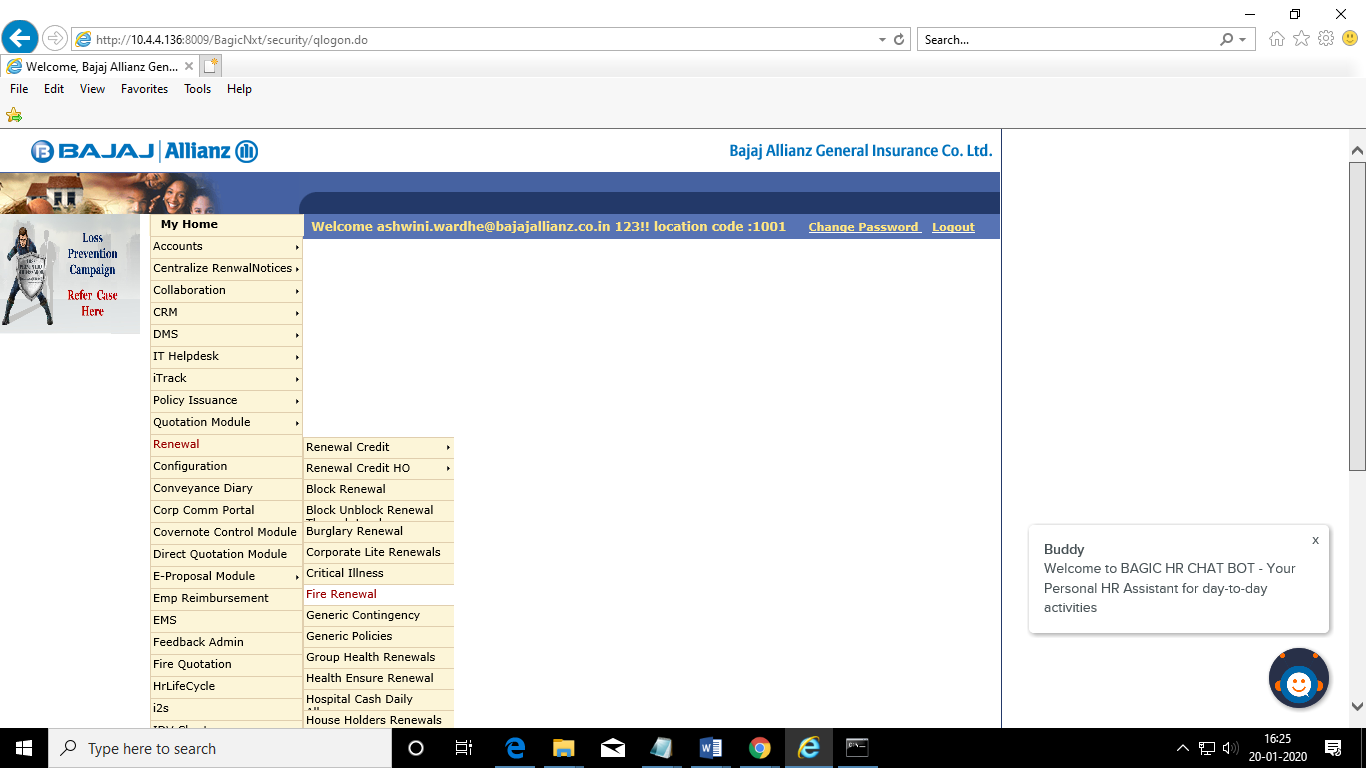 http://10.4.4.136:8009/BagicNxt/security/qlogon.do
Search...
Welcome, Bajaj Allianz Gen...
File Edit View Favorites Tools Help
BAJAJ Allianz
Bajaj Allianz General Insurance Co. Ltd.
Loss
Prevention
Campaign
Refer Case
Here
My Home
Welcome ashwini.wardhe@bajajallianz.co.in 123!! location code :1001 Change Password Logout
Accounts
Centralize RenwalNotices
Collaboration
CRM
DMS
IT Helpdesk
iTrack
Policy Issuance
Quotation Module
Renewal
Configuration
Conveyance Diary
Corp Comm Portal
Covernote Control Module
Direct Quotation Module
E-Proposal Module
Emp Reimbursement
EMS
Feedback Admin
Fire Quotation
HrLifeCycle
i2s
Renewal Credit
Renewal Credit HO
Block Renewal
Block Unblock Renewal
Burglary Renewal
Corporate Lite Renewals
Critical Illness
Fire Renewal
Generic Contingency
Generic Policies
Group Health Renewals
Health Ensure Renewal
Hospital Cash Daily
House Holders Renewals
x
Buddy
Welcome to BAGIC HR CHAT BOT - Your
Personal HR Assistant for day-to-day
activities
Type here to search
16:25
20-01-2020